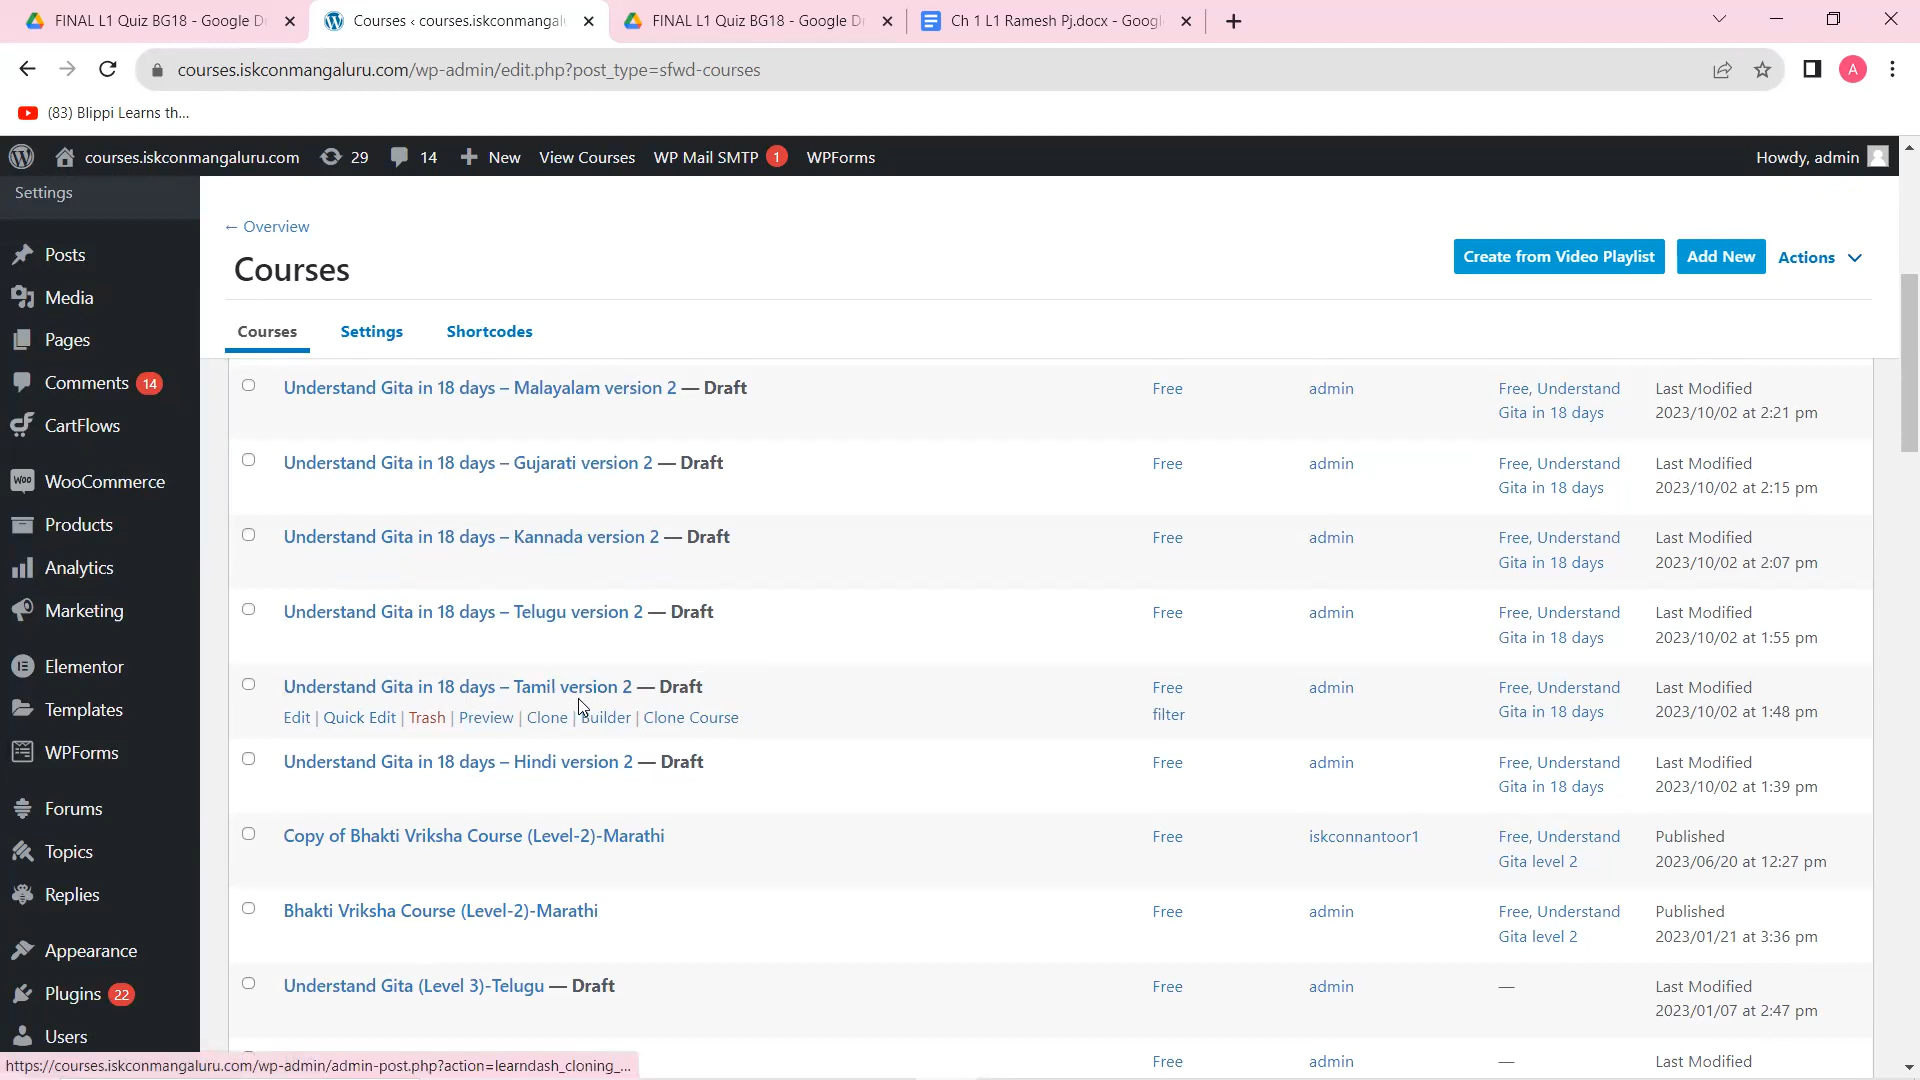 FINAL L1 Quiz BG18 - Google D
Courses ‹ courses.iskconmangal
FINAL L1 Quiz BG18 - Google Dr
Ch 1 L1 Ramesh Pj.docx - Googl
courses.iskconmangaluru.com/wp-admin/edit.php?post_type=sfwd-courses
A
(83) Blippi Learns th...
courses.iskconmangaluru.com 29 14 New View Courses WP Mail SMTP 1 WPForms
Howdy, admin
Settings
Posts
Media
Pages
Comments 14
CartFlows
WooCommerce
Products
Analytics
Marketing
Elementor
Templates
WPForms
Forums
Topics
Replies
Appearance
Plugins 22
Users
← Overview
Courses
Create from Video Playlist
Add New
Actions
Courses Settings Shortcodes
Understand Gita in 18 days – Malayalam version 2 — Draft
Free
admin
Free, Understand
Gita in 18 days
Last Modified
2023/10/02 at 2:21 pm
Understand Gita in 18 days – Gujarati version 2 — Draft
Free
admin
Free, Understand
Gita in 18 days
Last Modified
2023/10/02 at 2:15 pm
Understand Gita in 18 days – Kannada version 2 — Draft
Free
admin
Free, Understand
Gita in 18 days
Last Modified
2023/10/02 at 2:07 pm
Understand Gita in 18 days – Telugu version 2 — Draft
Free
admin
Free, Understand
Gita in 18 days
Last Modified
2023/10/02 at 1:55 pm
Understand Gita in 18 days – Tamil version 2 — Draft
Edit | Quick Edit | Trash | Preview | Clone | Builder | Clone Course
Free
filter
admin
Free, Understand
Gita in 18 days
Last Modified
2023/10/02 at 1:48 pm
Understand Gita in 18 days – Hindi version 2 — Draft
Free
admin
Free, Understand
Gita in 18 days
Last Modified
2023/10/02 at 1:39 pm
Copy of Bhakti Vriksha Course (Level-2)-Marathi
Free
iskconnantoor1
Free, Understand
Gita level 2
Published
2023/06/20 at 12:27 pm
Bhakti Vriksha Course (Level-2)-Marathi
Free
admin
Free, Understand
Gita level 2
Published
2023/01/21 at 3:36 pm
Understand Gita (Level 3)-Telugu — Draft
Free
admin
—
Last Modified
2023/01/07 at 2:47 pm
Free
admin
—
Last Modified
https://courses.iskconmangaluru.com/wp-admin/admin-post.php?action=learndash_cloning_...